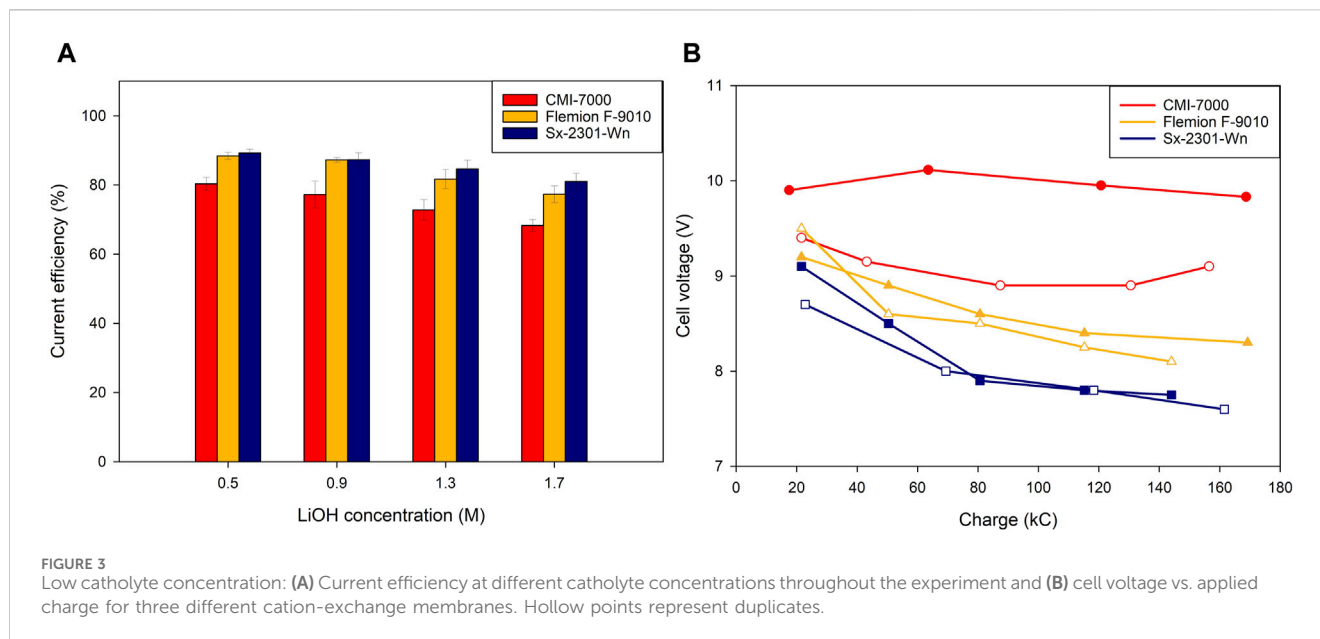 A
CMI-7000
Flemion F-9010
Sx-2301-Wn
100
80
60
40
20
0
Current efficiency (%)
0.5 0.9 1.3 1.7
LiOH concentration (M)
B
CMI-7000
Flemion F-9010
Sx-2301-Wn
11
10
9
8
7
Cell voltage (V)
0 20 40 60 80 100 120 140 160 180
Charge (kC)
FIGURE 3
Low catholyte concentration: (A) Current efficiency at different catholyte concentrations throughout the experiment and (B) cell voltage vs. applied
charge for three different cation-exchange membranes. Hollow points represent duplicates.